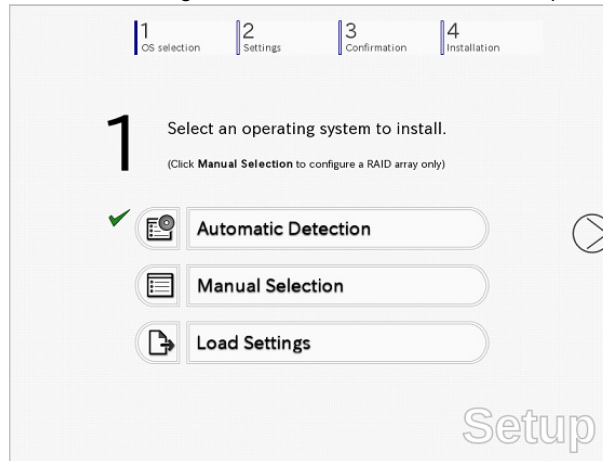 1
OS selection
2
Settings
3
Confirmation
4
Installation
1
Select an operating system to install.
(Click Manual Selection to configure a RAID array only)
Automatic Detection
Manual Selection
Load Settings
Setup